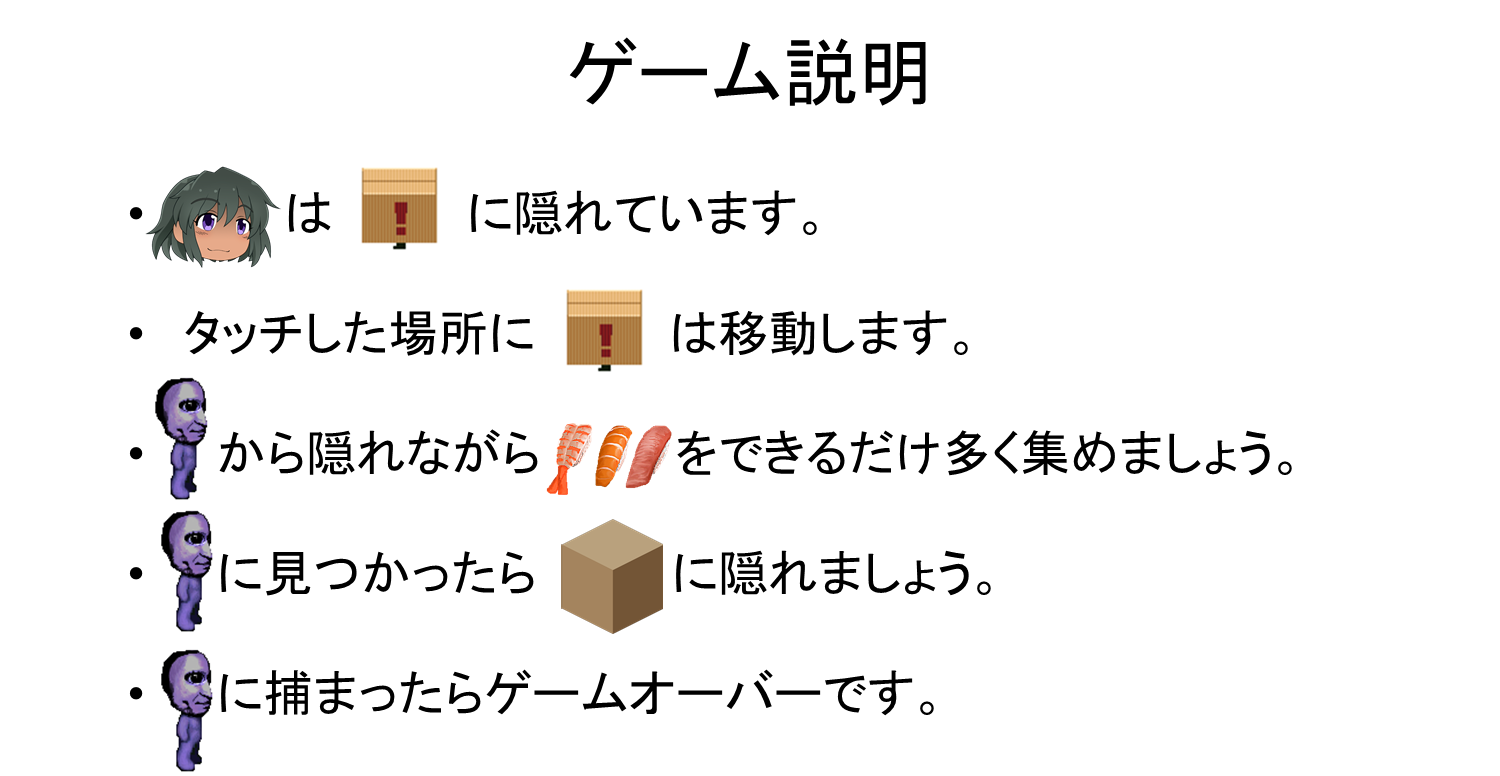 ゲーム説明
• は に隠れています。
• タッチした場所に は移動します。
• から隠れながら をできるだけ多く集めましょう。
• に見つかったら に隠れましょう。
• に捕まったらゲームオーバーです。